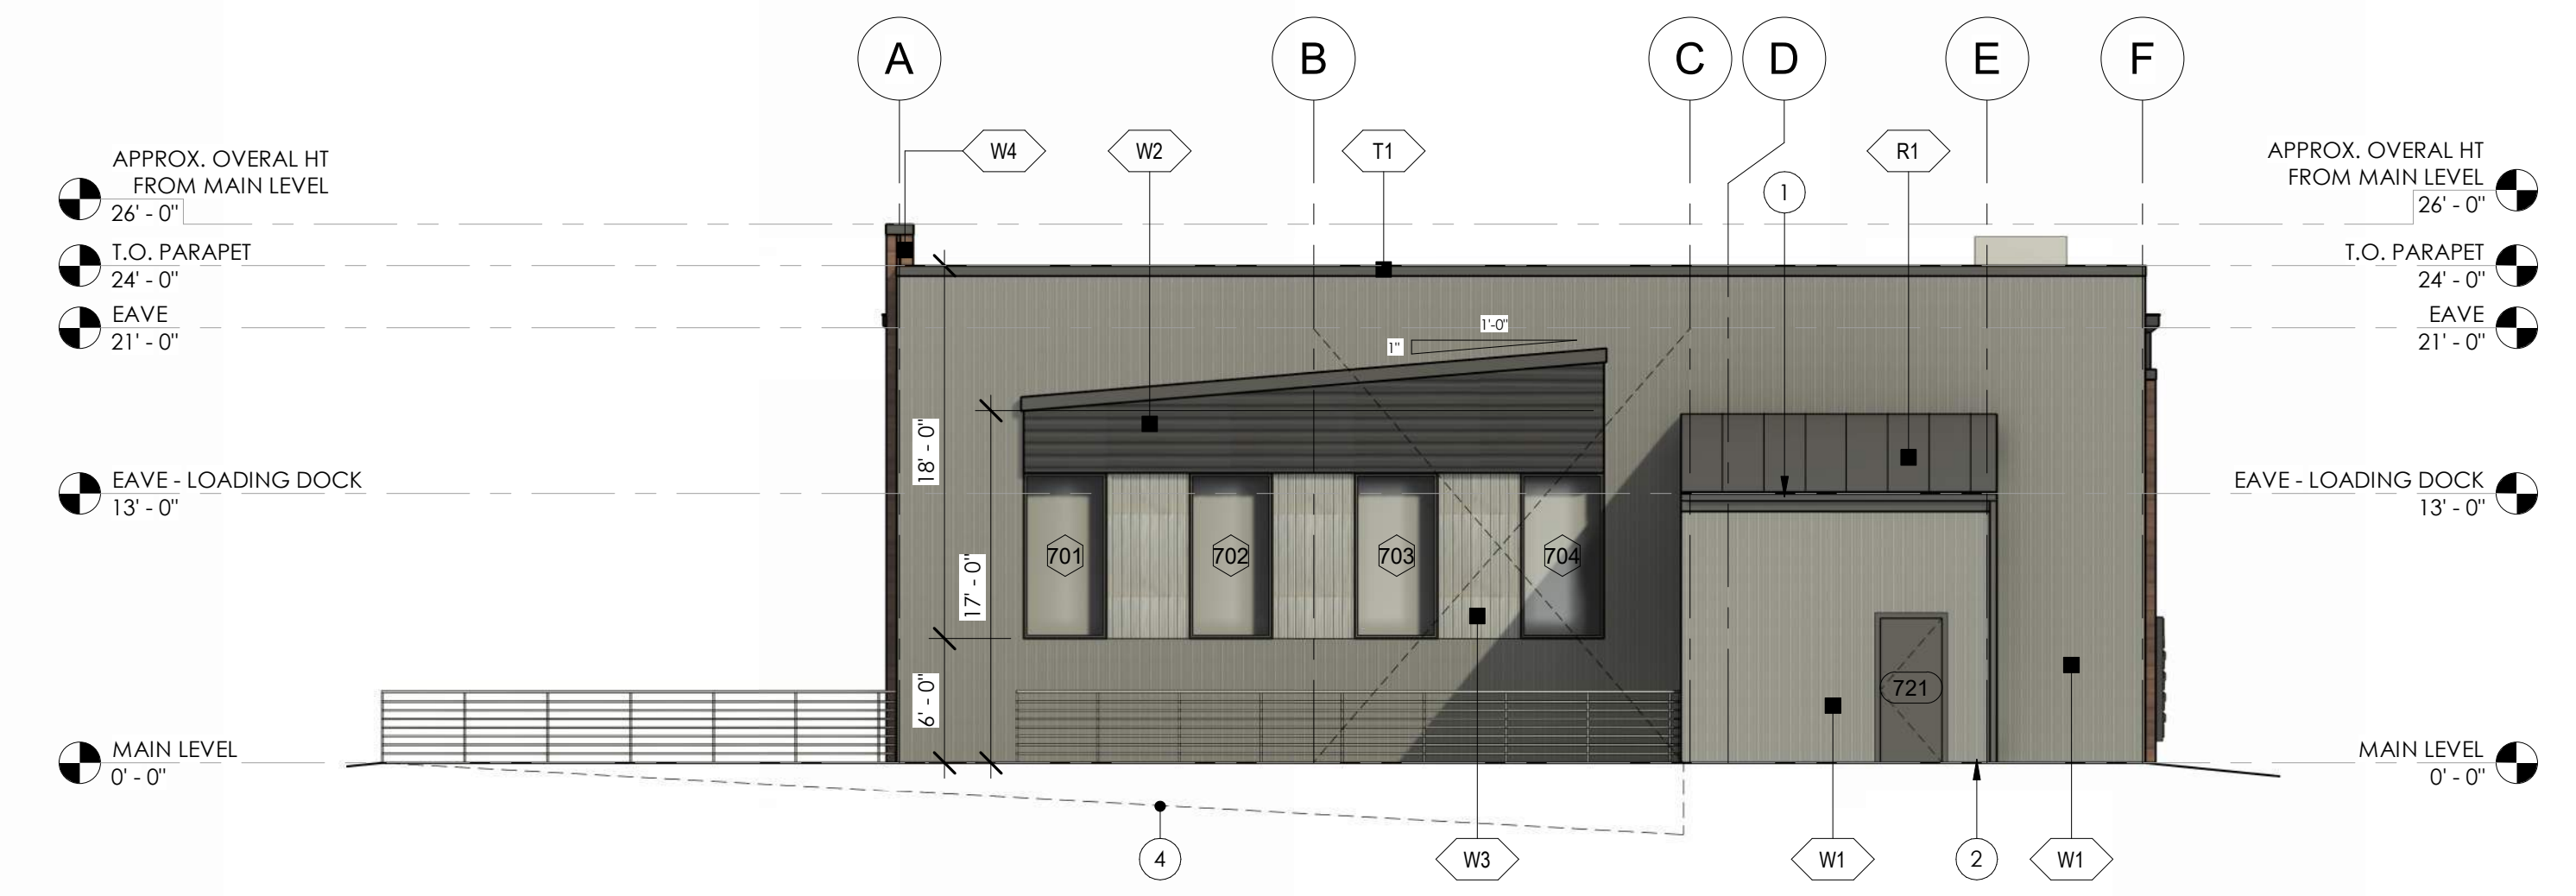 A
B
C
D
E
F
W4
W2
T1
R1
1
APPROX. OVERAL HT
FROM MAIN LEVEL
26' - 0"
T.O. PARAPET
24' - 0"
EAVE
21' - 0"
EAVE - LOADING DOCK
13' - 0"
MAIN LEVEL
0' - 0"
APPROX. OVERAL HT
FROM MAIN LEVEL
26' - 0"
T.O. PARAPET
24' - 0"
EAVE
21' - 0"
EAVE - LOADING DOCK
13' - 0"
MAIN LEVEL
0' - 0"
1'-0"
1"
18' - 0"
17' - 0"
6' - 0"
701
702
703
704
721
4
W3
W1
2
W1